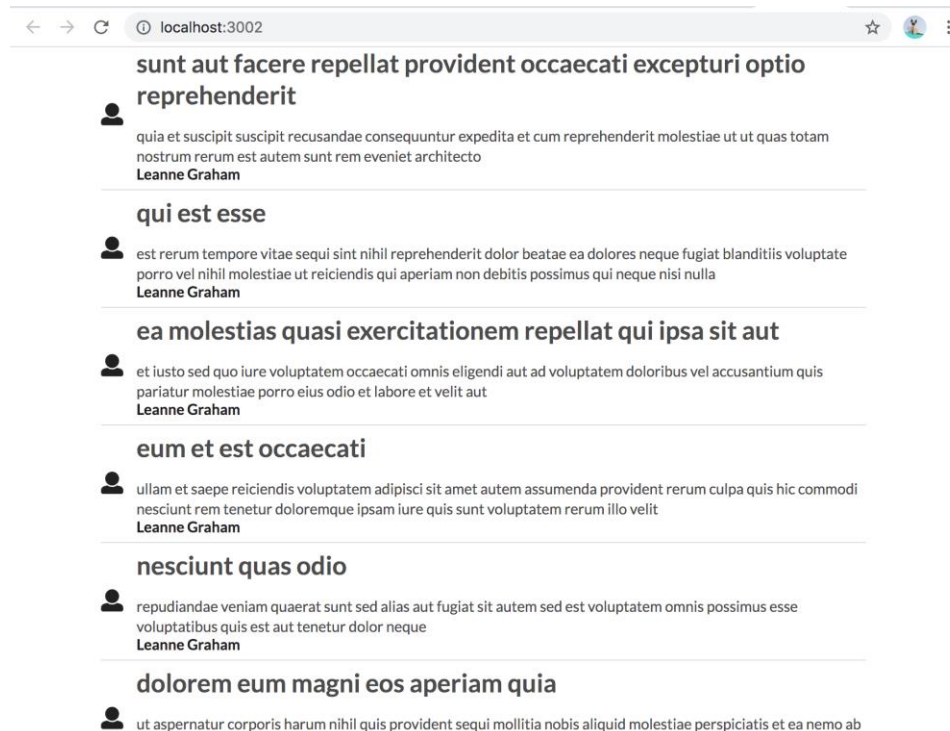 localhost:3002
sunt aut facere repellat provident occaecati excepturi optio
reprehenderit
quia et suscipit suscipit recusandae consequuntur expedita et cum reprehenderit molestiae ut ut quas totam
nostrum rerum est autem sunt rem eveniet architecto
Leanne Graham
qui est esse
est rerum tempore vitae sequi sint nihil reprehenderit dolor beatae ea dolores neque fugiat blanditiis voluptate
porro vel nihil molestiae ut reiciendis qui aperiam non debitis possimus qui neque nisi nulla
Leanne Graham
ea molestias quasi exercitationem repellat qui ipsa sit aut
et iusto sed quo iure voluptatem occaecati omnis eligendi aut ad voluptatem doloribus vel accusantium quis
pariatur molestiae porro eius odio et labore et velit aut
Leanne Graham
eum et est occaecati
ullam et saepe reiciendis voluptatem adipisci sit amet autem assumenda provident rerum culpa quis hic commodi
nesciunt rem tenetur doloremque ipsam iure quis sunt voluptatem rerum illo velit
Leanne Graham
nesciunt quas odio
repudiandae veniam quaerat sunt sed alias aut fugiat sit autem sed est voluptatem omnis possimus esse
voluptatibus quis est aut tenetur dolor neque
Leanne Graham
dolorem eum magni eos aperiam quia
ut aspernatur corporis harum nihil quis provident sequi mollitia nobis aliquid molestiae perspiciatis et ea nemo ab